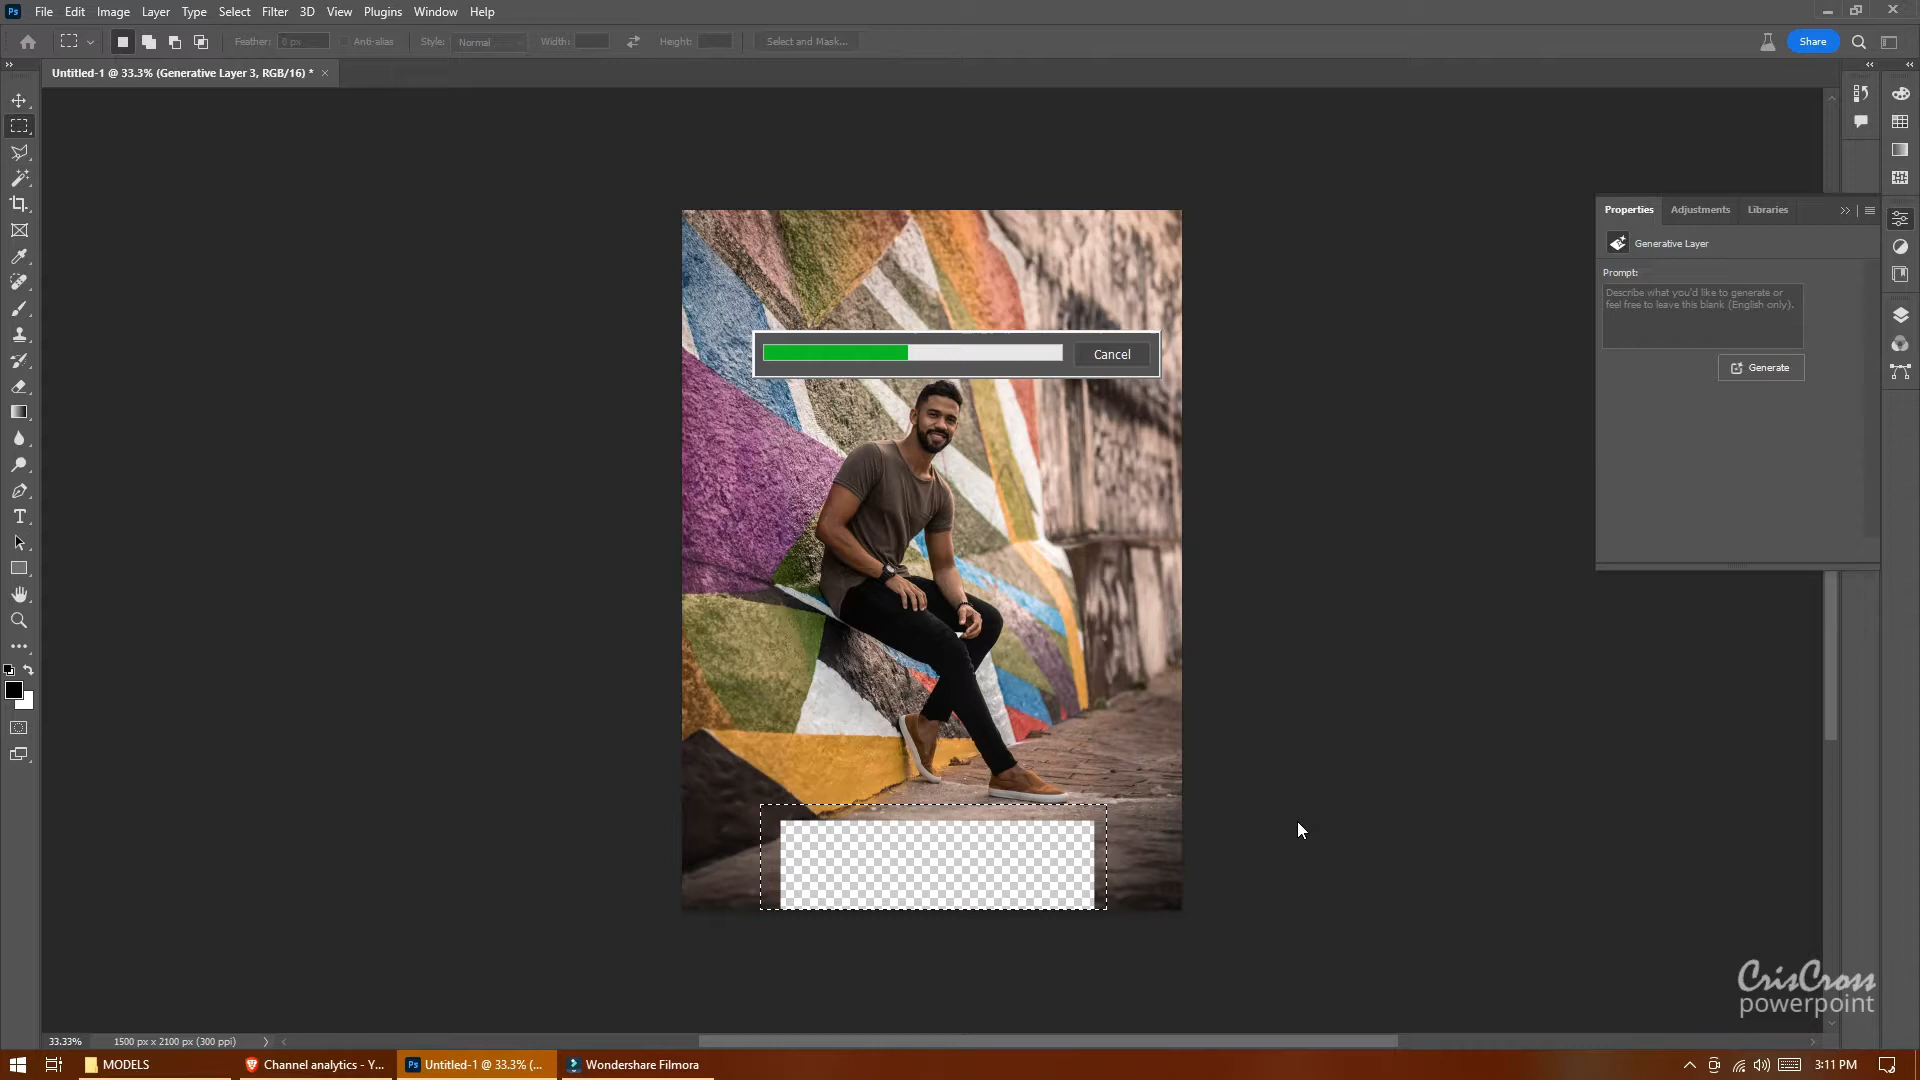 Ps File Edit Image Layer Type Select Filter 3D View Plugins Window Help
Feather: 0 px Anti-alias Style: Normal Width: Height: Select and Mask... Share
Untitled-1 @ 33.3% (Generative Layer 3, RGB/16) * ×
Properties Adjustments Libraries
Generative Layer
Prompt:
Describe what you'd like to generate or
feel free to leave this blank (English only).
Generate
Cancel
T
CrisCross
powerpoint
33.33% 1500 px x 2100 px (300 ppi)
MODELS Channel analytics - Y... Ps Untitled-1 @ 33.3% (... Wondershare Filmora 3:11 PM